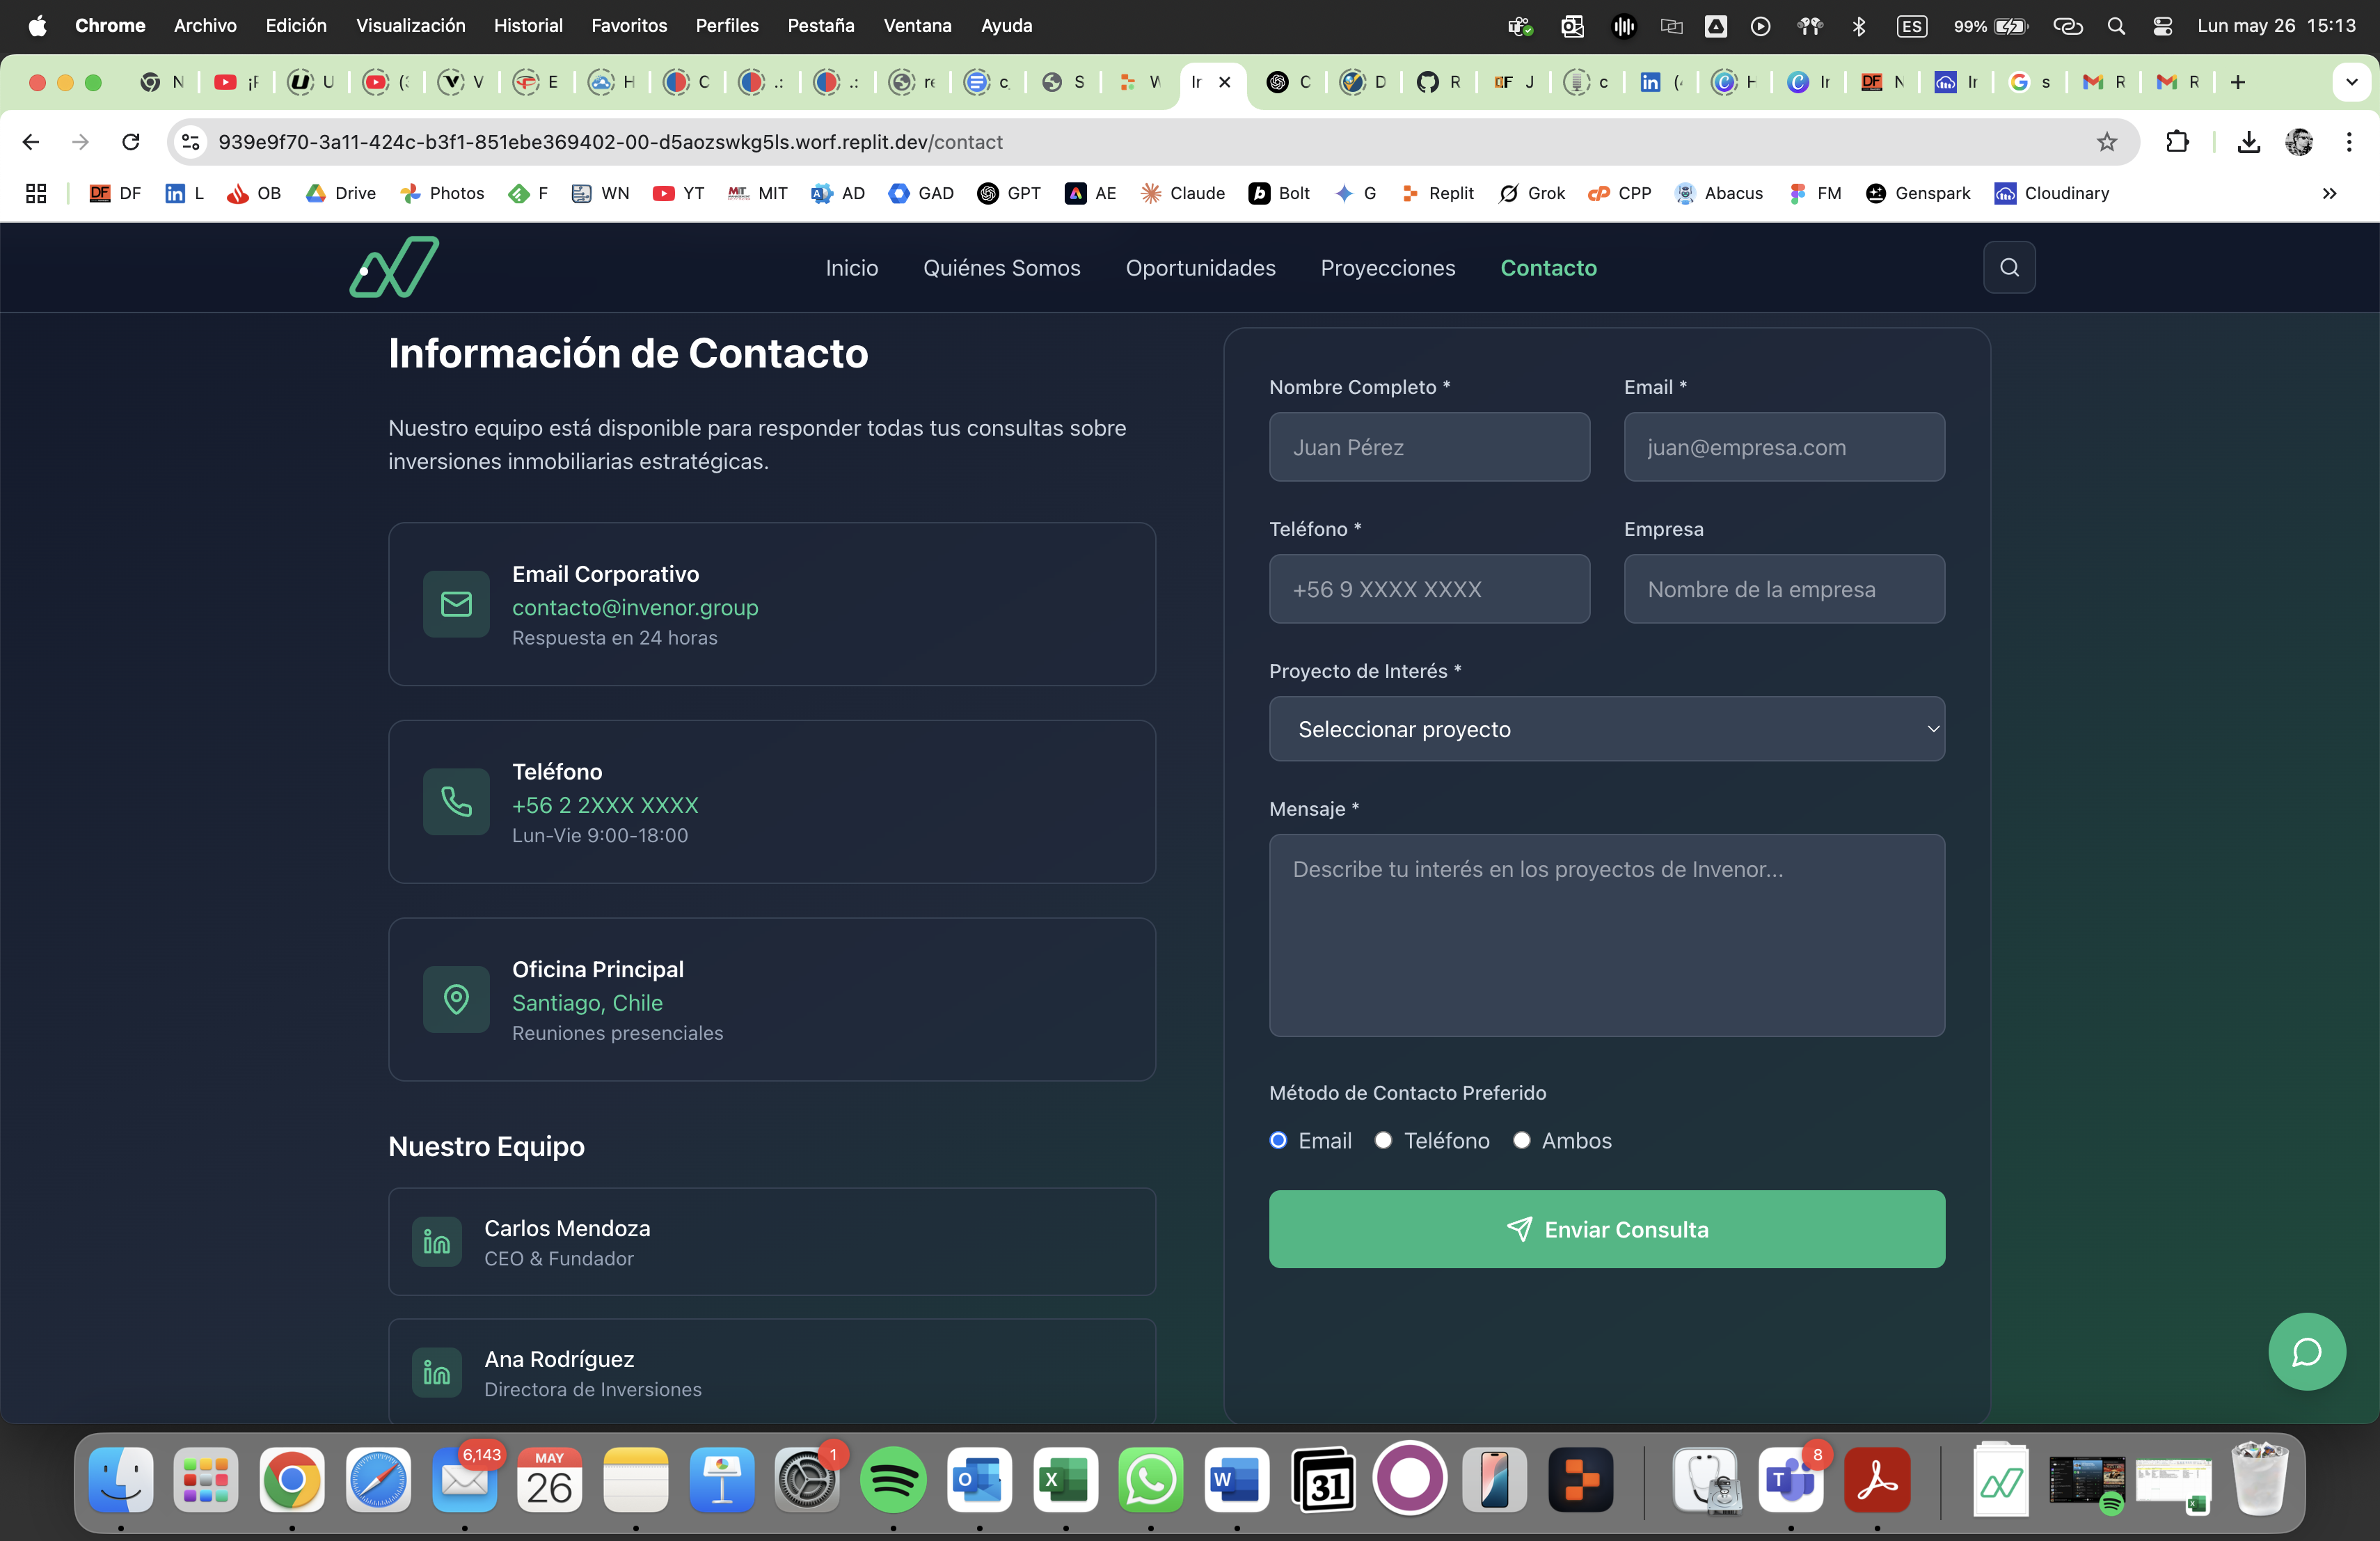 Chrome Archivo Edición Visualización Historial Favoritos Perfiles Pestaña Ventana Ayuda
ES 99% Lun may 26 15:13
N ¡F U (: V E H C .: .: re c. S W Ir C D R J c (4 H Ir N Ir s R R
939e9f70-3a11-424c-b3f1-851ebe369402-00-d5aozswkg5ls.worf.replit.dev/contact
DF L OB Drive Photos F WN YT MIT AD GAD GPT AE Claude Bolt G Replit Grok CPP Abacus FM Genspark Cloudinary
Inicio Quiénes Somos Oportunidades Proyecciones Contacto
Información de Contacto
Nuestro equipo está disponible para responder todas tus consultas sobre
inversiones inmobiliarias estratégicas.
Email Corporativo
contacto@invenor.group
Respuesta en 24 horas
Teléfono
+56 2 2XXX XXXX
Lun-Vie 9:00-18:00
Oficina Principal
Santiago, Chile
Reuniones presenciales
Nuestro Equipo
Carlos Mendoza
CEO & Fundador
Ana Rodríguez
Directora de Inversiones
Nombre Completo * Email *
Juan Pérez juan@empresa.com
Teléfono * Empresa
+56 9 XXXX XXXX Nombre de la empresa
Proyecto de Interés *
Seleccionar proyecto
Mensaje *
Describe tu interés en los proyectos de Invenor...
Método de Contacto Preferido
Email Teléfono Ambos
Enviar Consulta
6,143 MAY 1 8
26 31